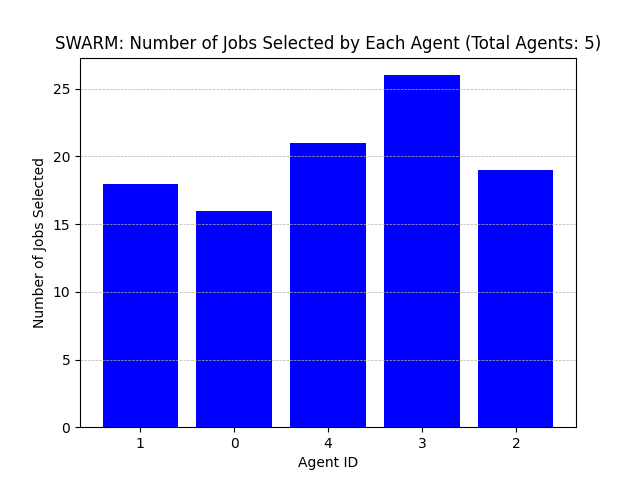 SWARM: Number of Jobs Selected by Each Agent (Total Agents: 5)
Number of Jobs Selected
25
20
15
10
5
0
1 0 4 3 2
Agent ID